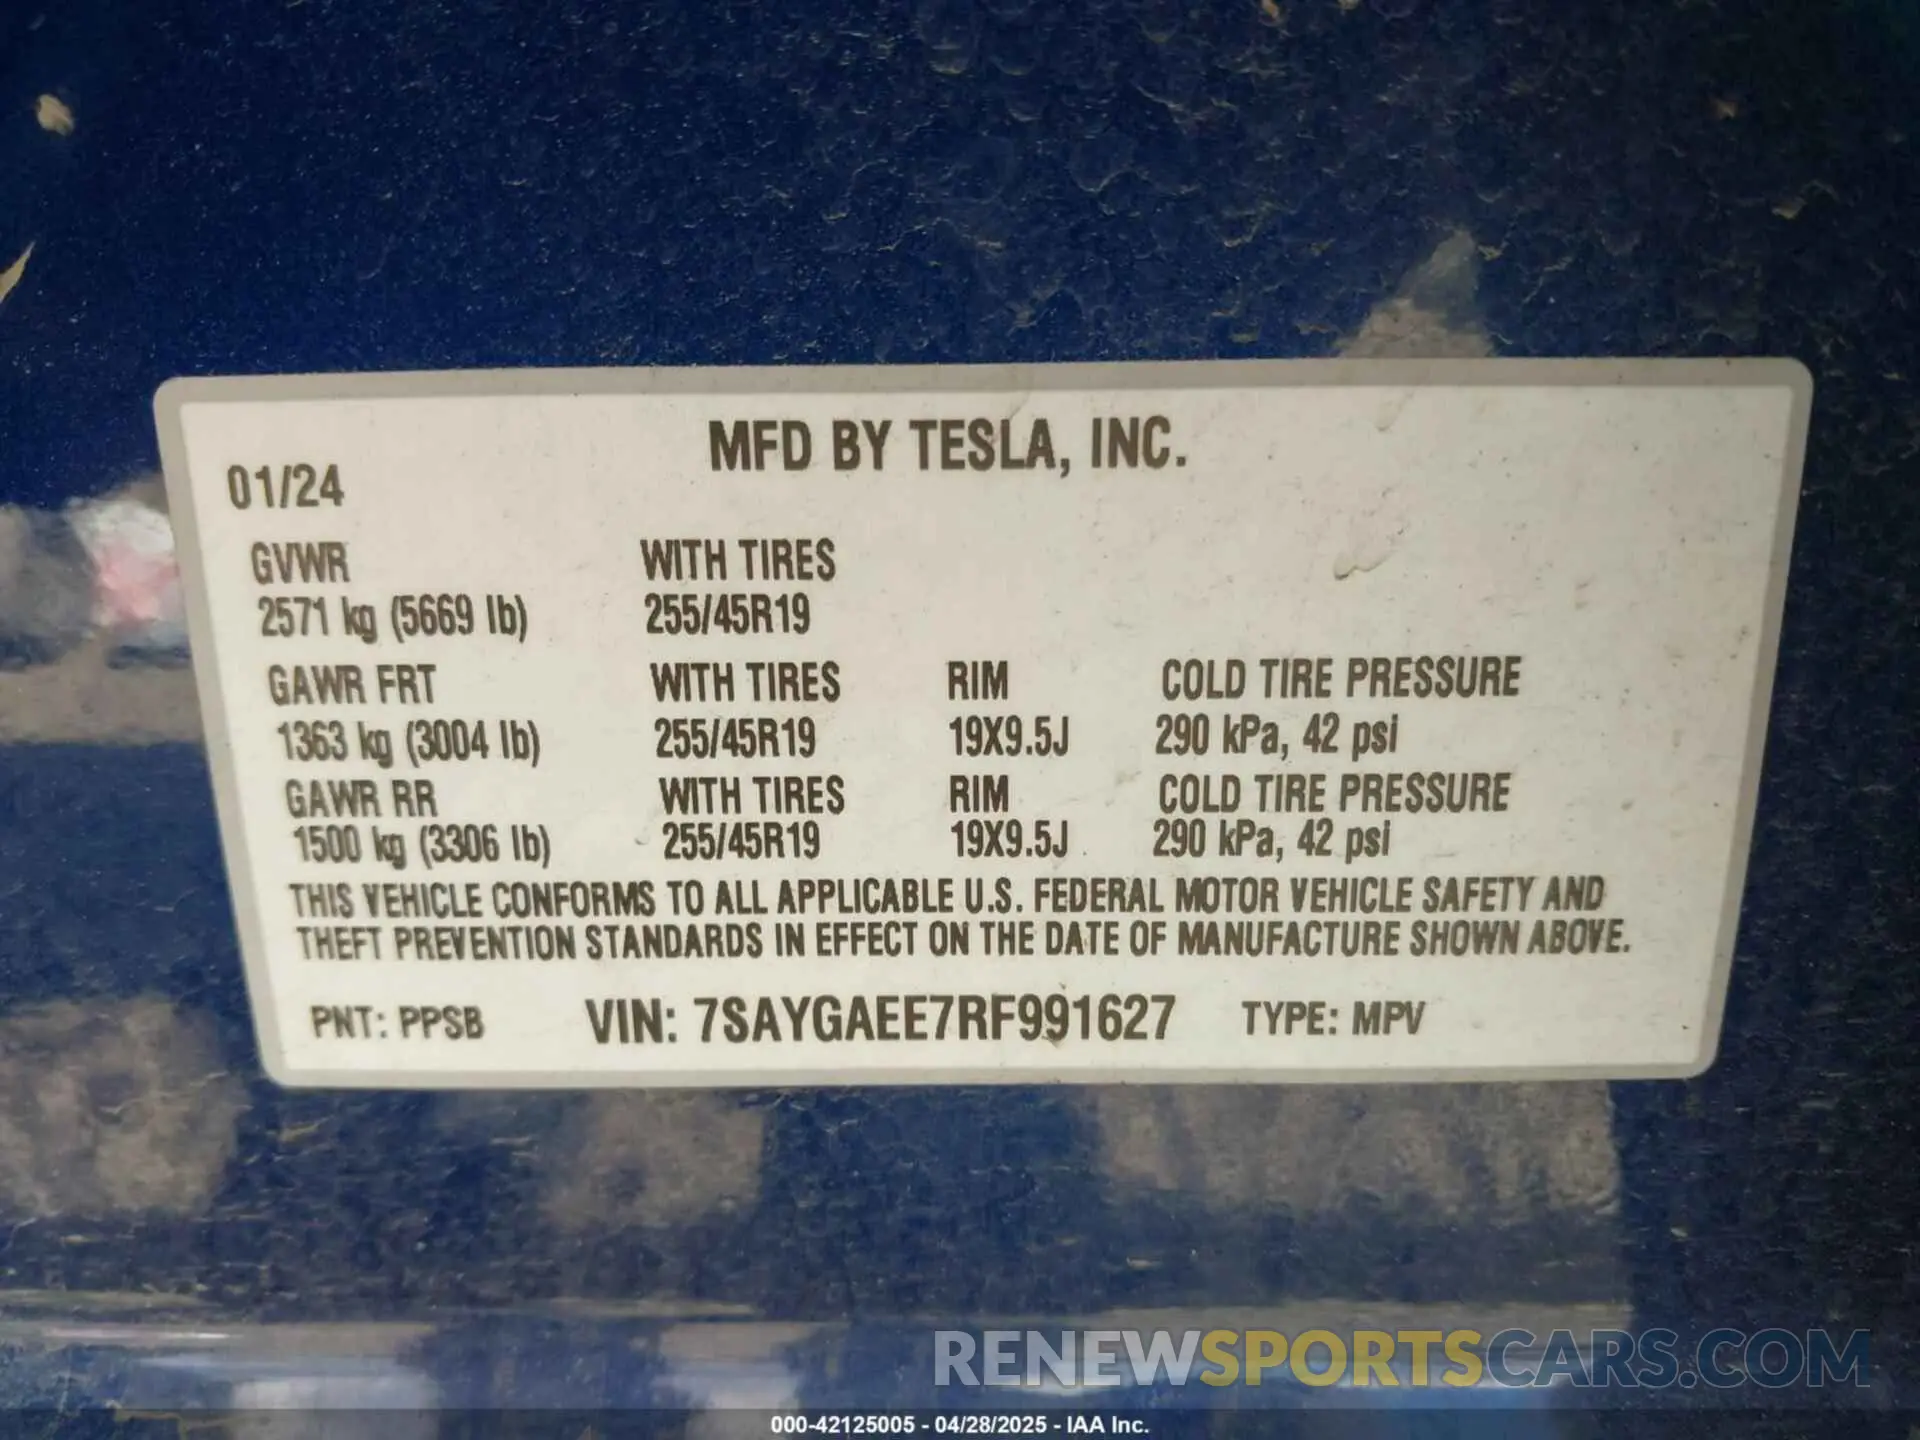 MFD BY TESLA, INC.
01/24
GVWR WITH TIRES
2571 kg (5669 lb) 255/45R19
GAWR FRT WITH TIRES RIM COLD TIRE PRESSURE
1363 kg (3004 lb) 255/45R19 19X9.5J 290 kPa, 42 psi
GAWR RR WITH TIRES RIM COLD TIRE PRESSURE
1500 kg (3306 lb) 255/45R19 19X9.5J 290 kPa, 42 psi
THIS VEHICLE CONFORMS TO ALL APPLICABLE U.S. FEDERAL MOTOR VEHICLE SAFETY AND
THEFT PREVENTION STANDARDS IN EFFECT ON THE DATE OF MANUFACTURE SHOWN ABOVE.
PNT: PPSB VIN: 7SAYGAEE7RF991627 TYPE: MPV
RENEWSPORTSCARS.COM
000-42125005 - 04/28/2025 - IAA Inc.